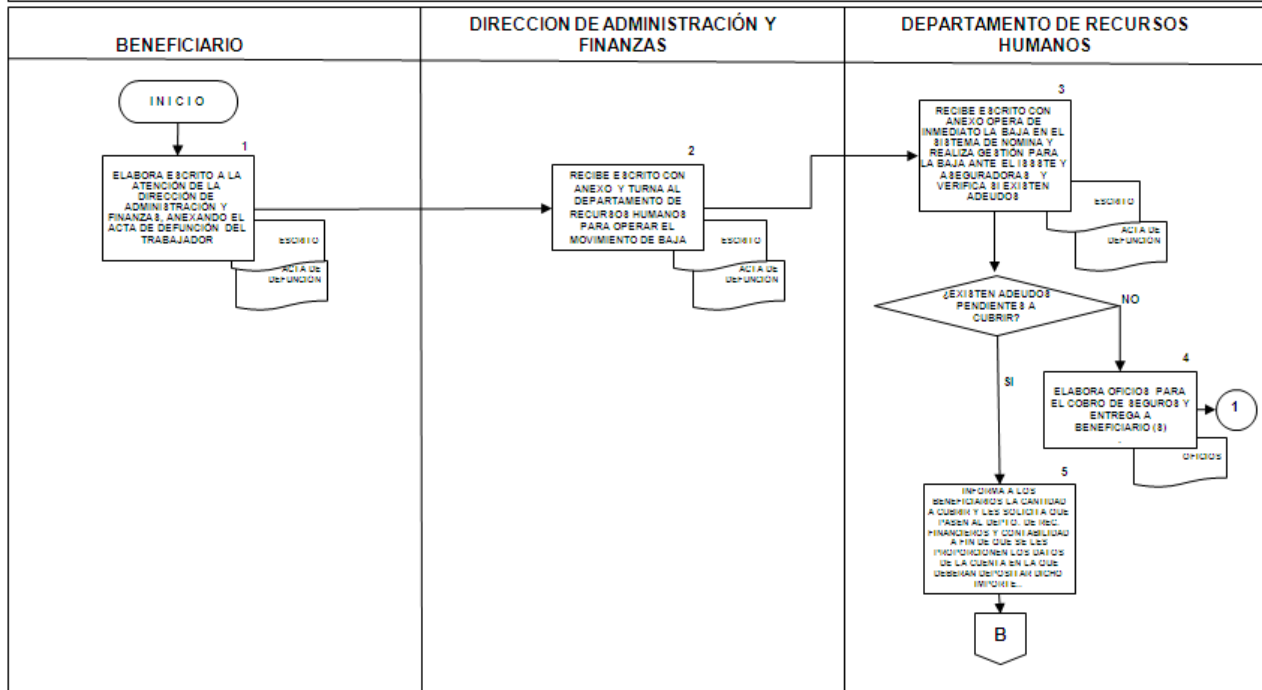 BENEFICIARIO
DIRECCION DE ADMINISTRACIÓN Y
FINANZAS
DEPARTAMENTO DE RECURSOS
HUMANOS
INICIO
1
ELABORA ESCRITO A LA
ATENCIÓN DE LA
DIRECCIÓN DE
ADMINISTRACIÓN Y
FINANZAS, ANEXANDO EL
ACTA DE DEFUNCIÓN DEL
TRABAJADOR
ESCRITO
ACTA DE
DEFUNCIÓN
2
RECIBE ESCRITO CON
ANEXO Y TURNA AL
DEPARTAMENTO DE
RECURSOS HUMANOS
PARA OPERAR EL
MOVIMIENTO DE BAJA
ESCRITO
ACTA DE
DEFUNCIÓN
3
RECIBE ESCRITO CON
ANEXO OPERA DE
INMEDIATO LA BAJA EN EL
SISTEMA DE NOMINA Y
REALIZA GESTIÓN PARA
LA BAJA ANTE EL ISSSTE Y
ASEGURADORAS Y
VERIFICA SI EXISTEN
ADEUDOS
ESCRITO
ACTA DE
DEFUNCIÓN
¿EXISTEN ADEUDOS
PENDIENTES A
CUBRIR?
NO
SI
4
ELABORA OFICIOS PARA
EL COBRO DE SEGUROS Y
ENTREGA A
BENEFICIARIO (S)
.
OFICIOS
1
5
INFORMA A LOS
BENEFICIARIOS LA CANTIDAD
A CUBRIR Y LES SOLICITA QUE
PASEN AL DEPTO. DE REC.
FINANCIEROS Y CONTABILIDAD
A FIN DE QUE SE LES
PROPORCIONEN LOS DATOS
DE LA CUENTA EN LA QUE
DEBERÁN DEPOSITAR DICHO
IMPORTE..
B